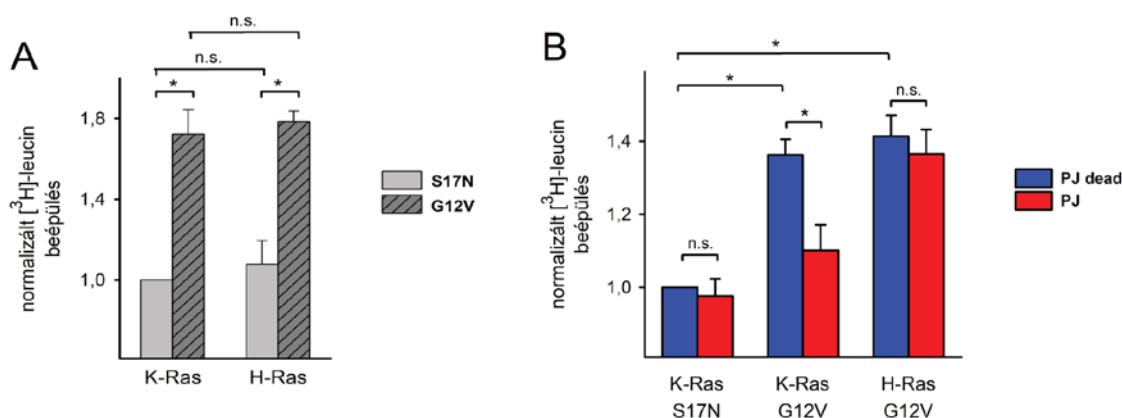 A
n.s.
n.s.
*
*
1,8
1,4
1,0
normalizált [³H]-leucin
beépülés
K-Ras
H-Ras
S17N
G12V
B
*
*
n.s.
*
n.s.
1,4
1,2
1,0
normalizált [³H]-leucin
beépülés
K-Ras
S17N
K-Ras
G12V
H-Ras
G12V
PJ dead
PJ